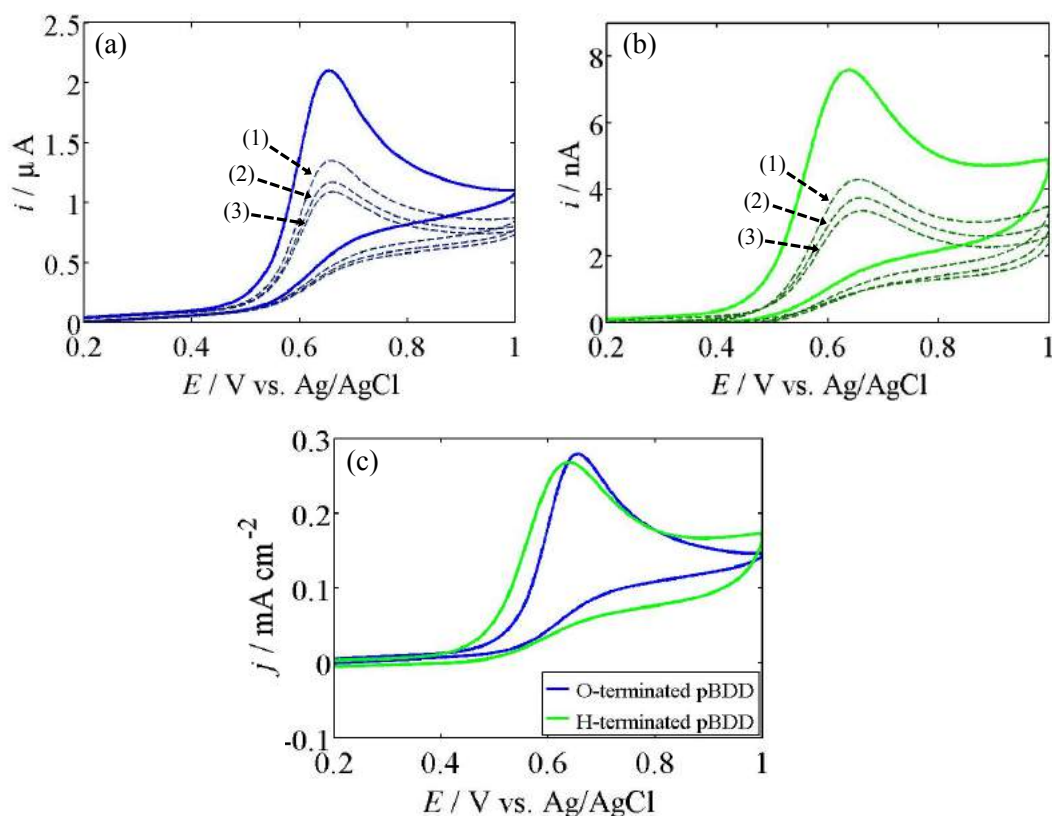 (a)
2.5
2
1.5
1
0.5
0
i / µ A
(1)
(2)
(3)
0.2 0.4 0.6 0.8 1
E / V vs. Ag/AgCl
(b)
8
6
4
2
0
i / nA
(1)
(2)
(3)
0.2 0.4 0.6 0.8 1
E / V vs. Ag/AgCl
(c)
0.3
0.2
0.1
0
-0.1
j / mA cm⁻²
O-terminated pBDD
H-terminated pBDD
0.2 0.4 0.6 0.8 1
E / V vs. Ag/AgCl